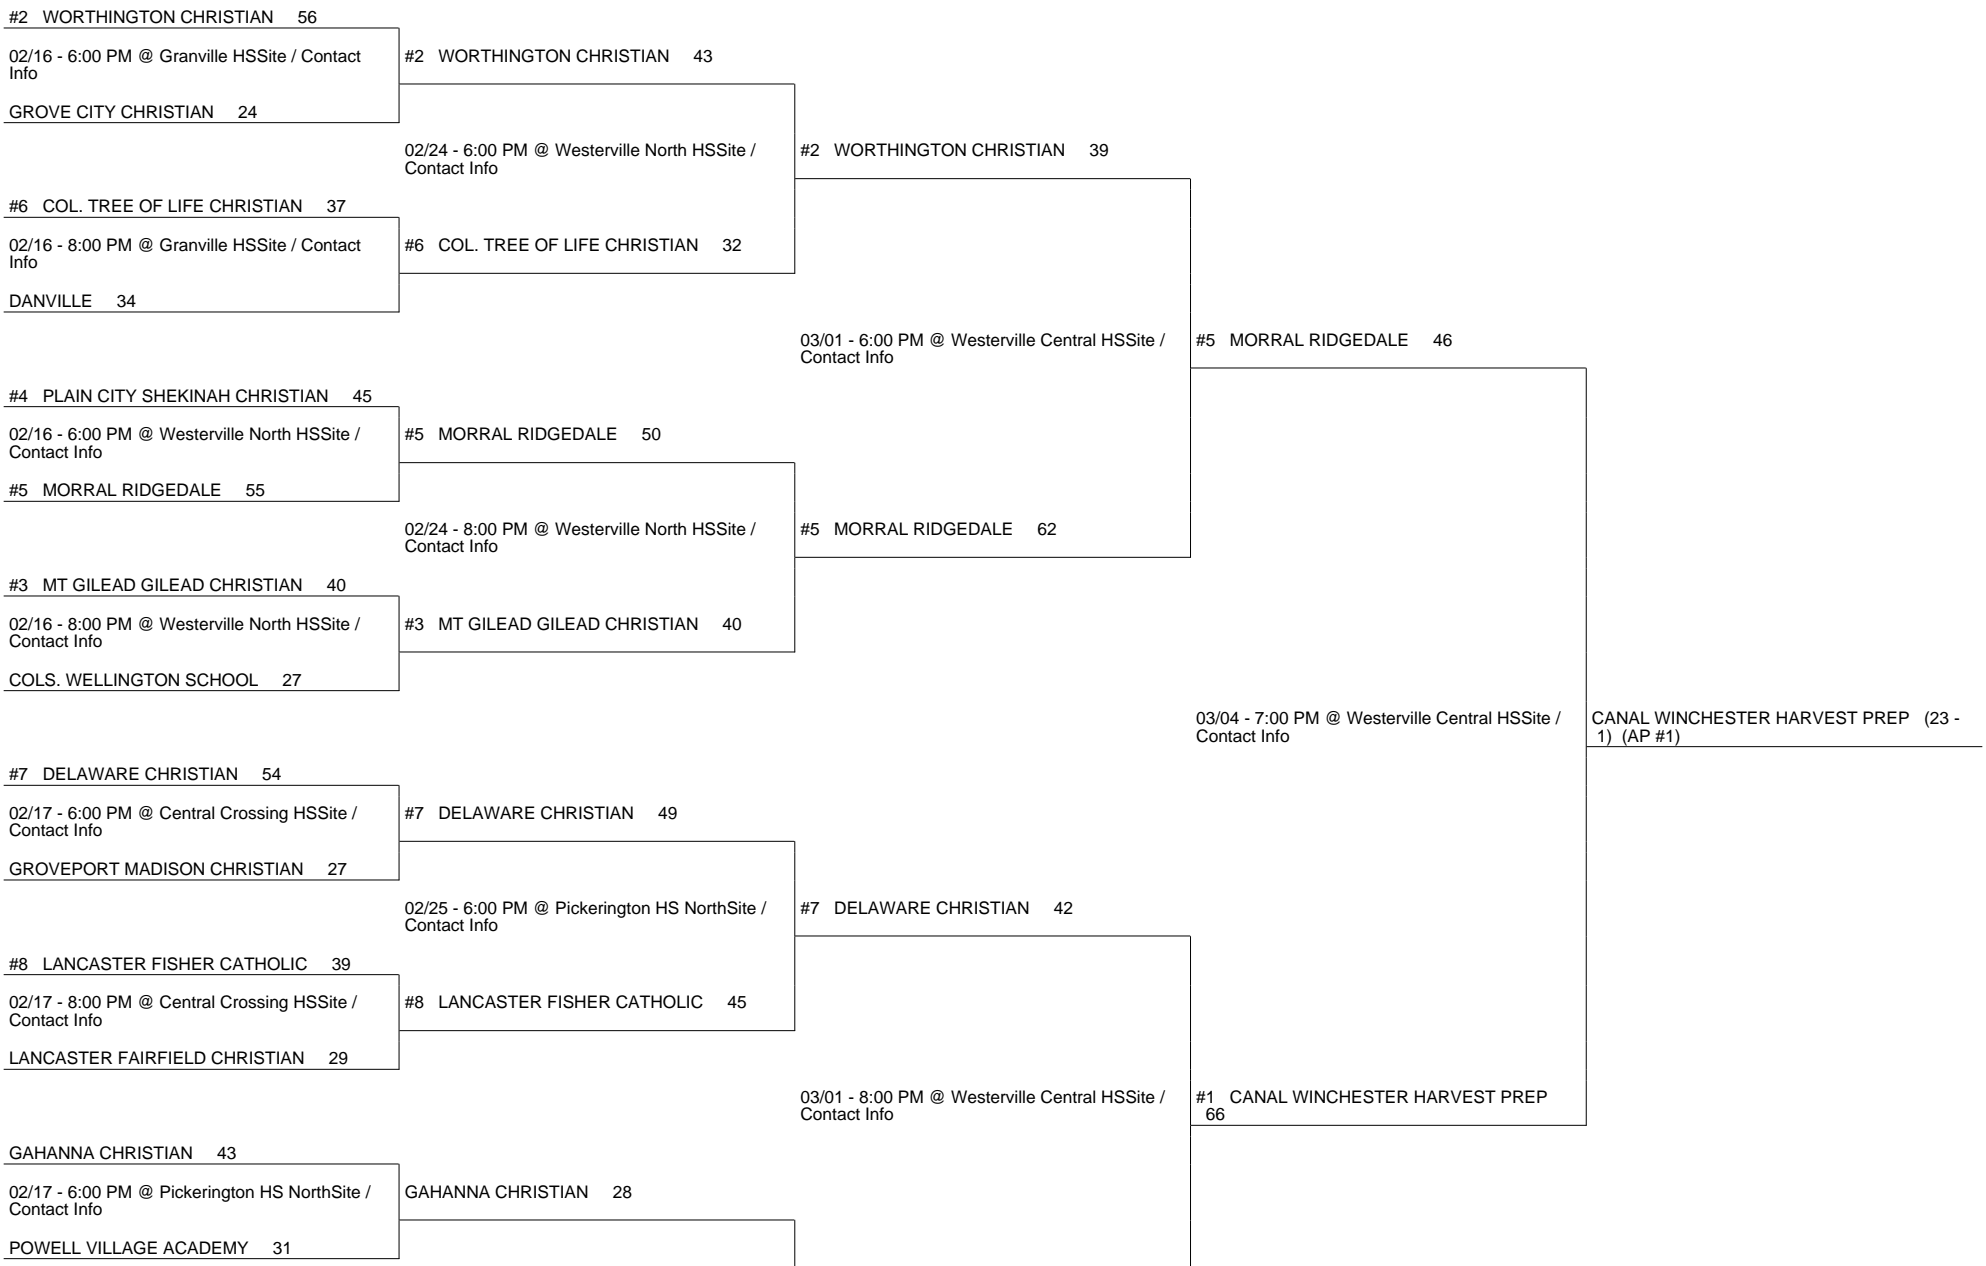 #2 WORTHINGTON CHRISTIAN 56
02/16 - 6:00 PM @ Granville HSSite / Contact
Info
GROVE CITY CHRISTIAN 24
#2 WORTHINGTON CHRISTIAN 43
02/24 - 6:00 PM @ Westerville North HSSite /
Contact Info
#2 WORTHINGTON CHRISTIAN 39
#6 COL. TREE OF LIFE CHRISTIAN 37
02/16 - 8:00 PM @ Granville HSSite / Contact
Info
DANVILLE 34
#6 COL. TREE OF LIFE CHRISTIAN 32
03/01 - 6:00 PM @ Westerville Central HSSite /
Contact Info
#5 MORRAL RIDGEDALE 46
#4 PLAIN CITY SHEKINAH CHRISTIAN 45
02/16 - 6:00 PM @ Westerville North HSSite /
Contact Info
#5 MORRAL RIDGEDALE 55
#5 MORRAL RIDGEDALE 50
02/24 - 8:00 PM @ Westerville North HSSite /
Contact Info
#5 MORRAL RIDGEDALE 62
#3 MT GILEAD GILEAD CHRISTIAN 40
02/16 - 8:00 PM @ Westerville North HSSite /
Contact Info
COLS. WELLINGTON SCHOOL 27
#3 MT GILEAD GILEAD CHRISTIAN 40
03/04 - 7:00 PM @ Westerville Central HSSite /
Contact Info
CANAL WINCHESTER HARVEST PREP (23 -
1) (AP #1)
#7 DELAWARE CHRISTIAN 54
02/17 - 6:00 PM @ Central Crossing HSSite /
Contact Info
GROVEPORT MADISON CHRISTIAN 27
#7 DELAWARE CHRISTIAN 49
02/25 - 6:00 PM @ Pickerington HS NorthSite /
Contact Info
#7 DELAWARE CHRISTIAN 42
#8 LANCASTER FISHER CATHOLIC 39
02/17 - 8:00 PM @ Central Crossing HSSite /
Contact Info
LANCASTER FAIRFIELD CHRISTIAN 29
#8 LANCASTER FISHER CATHOLIC 45
03/01 - 8:00 PM @ Westerville Central HSSite /
Contact Info
#1 CANAL WINCHESTER HARVEST PREP
66
GAHANNA CHRISTIAN 43
02/17 - 6:00 PM @ Pickerington HS NorthSite /
Contact Info
POWELL VILLAGE ACADEMY 31
GAHANNA CHRISTIAN 28